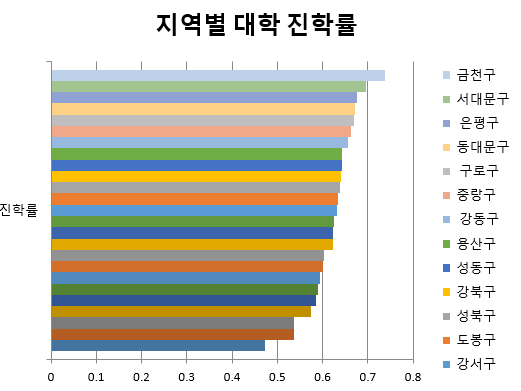 지역별 대학 진학률
진학률
0
0.1
0.2
0.3
0.4
0.5
0.6
0.7
0.8
금천구
서대문구
은평구
동대문구
구로구
중랑구
강동구
용산구
성동구
강북구
성북구
도봉구
강서구